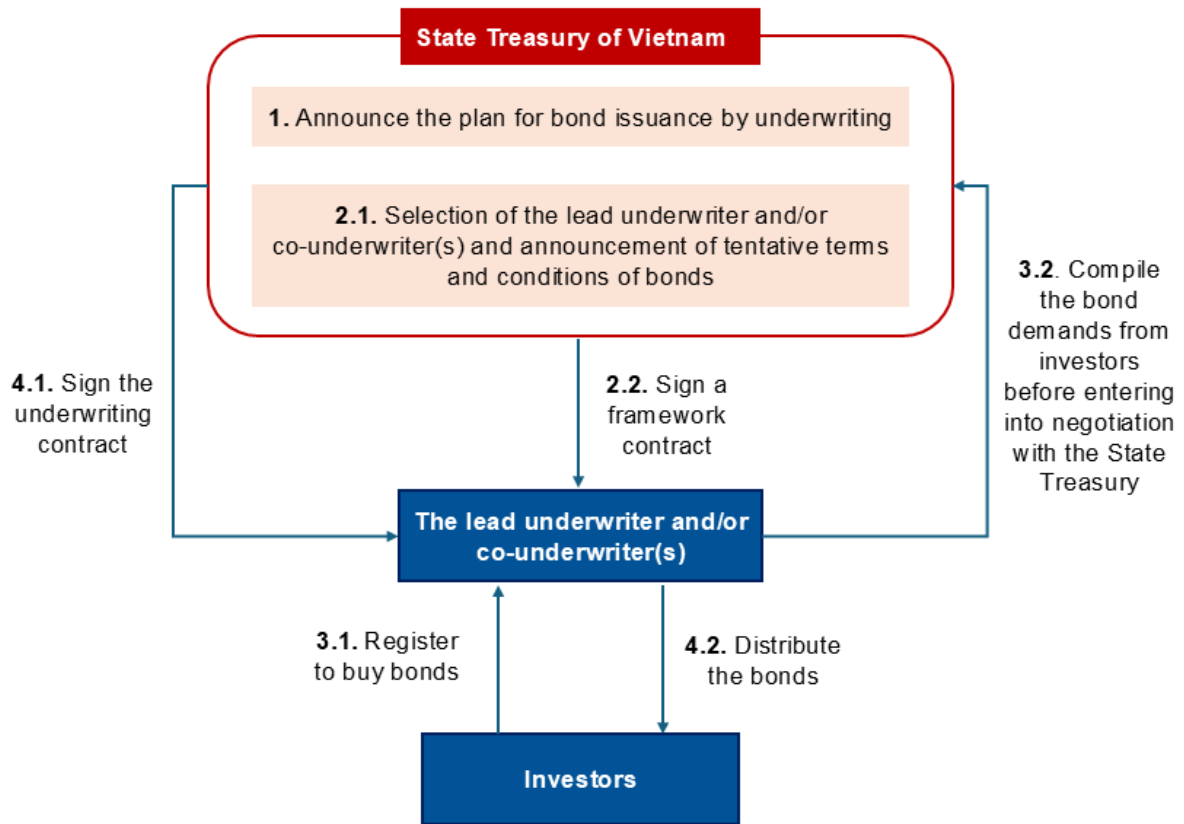 State Treasury of Vietnam
1. Announce the plan for bond issuance by underwriting
2.1. Selection of the lead underwriter and/or
co-underwriter(s) and announcement of tentative terms
and conditions of bonds
4.1. Sign the
underwriting
contract
2.2. Sign a
framework
contract
3.2. Compile
the bond
demands from
investors
before entering
into negotiation
with the State
Treasury
The lead underwriter and/or
co-underwriter(s)
3.1. Register
to buy bonds
4.2. Distribute
the bonds
Investors